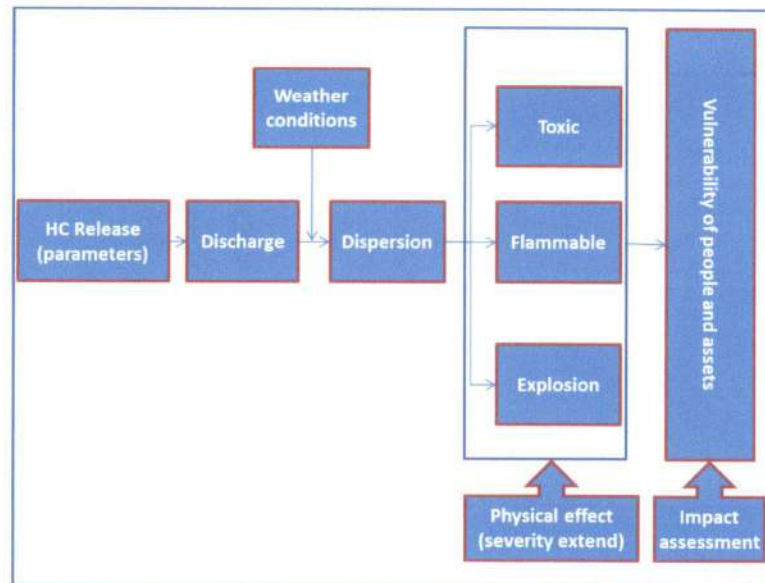 Weather
conditions
HC Release
(parameters)
Discharge
Dispersion
Toxic
Flammable
Explosion
Vulnerability of people and assets
Physical effect
(severity extend)
Impact
assessment